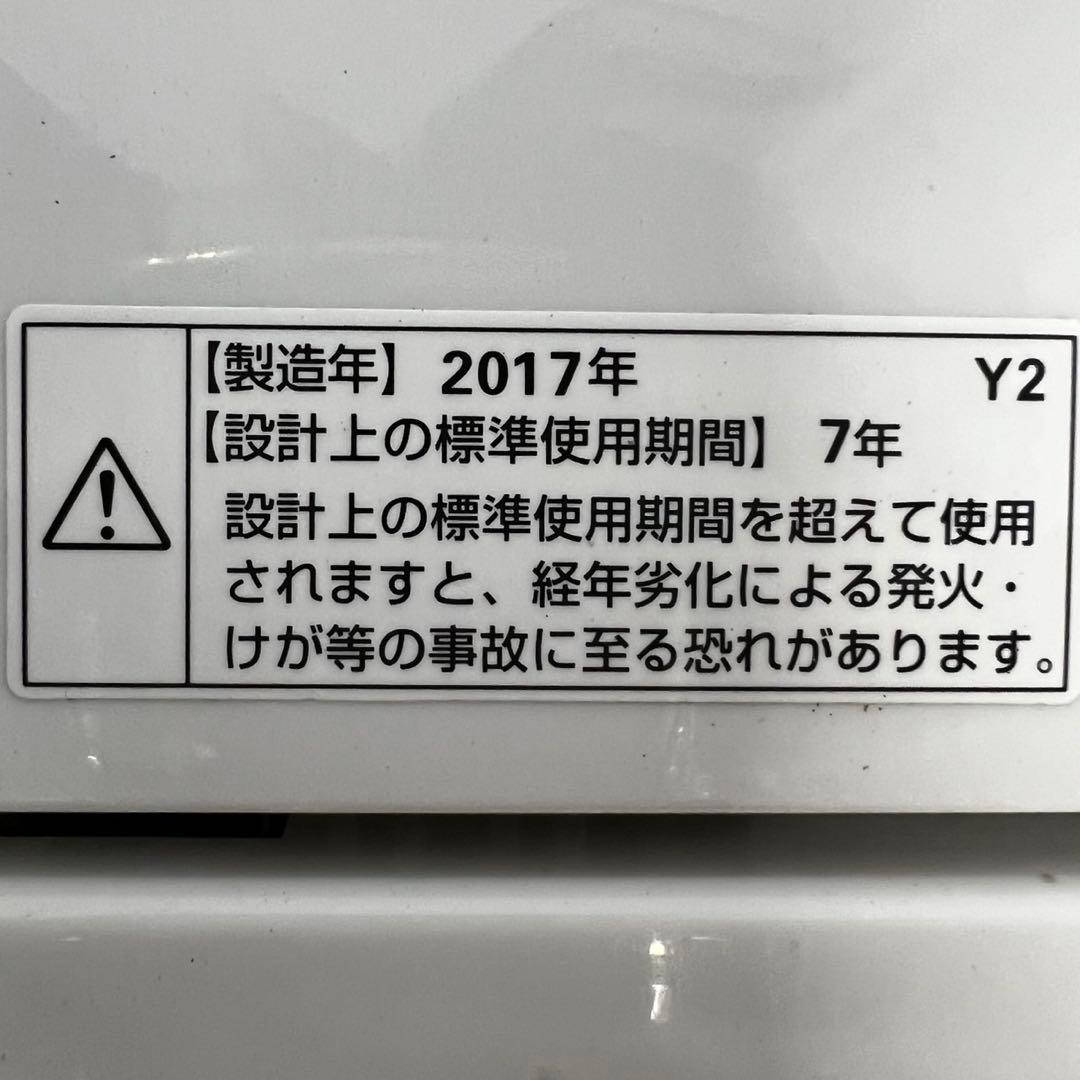 【製造年】 2017年 Y2
【設計上の標準使用期間】 7年
設計上の標準使用期間を超えて使用
されますと、経年劣化による発火・
けが等の事故に至る恐れがあります。